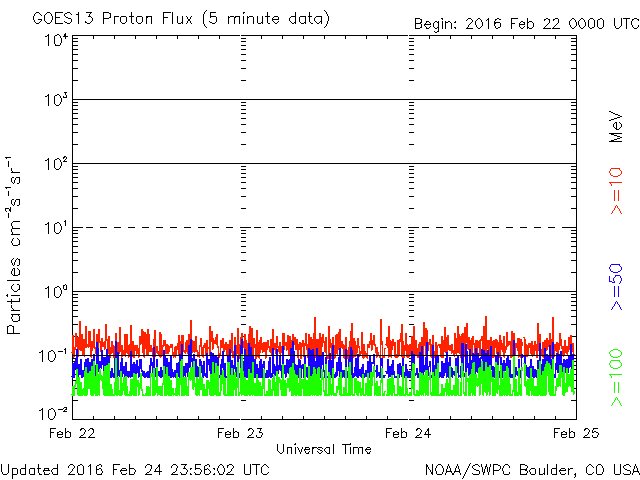 GOES13 Proton Flux (5 minute data)
Begin: 2016 Feb 22 0000 UTC
10⁴
10³
10²
10¹
10⁰
10⁻¹
10⁻²
Particles cm⁻²s⁻¹sr⁻¹
MeV
>=10
>=50
>=100
Feb 22
Feb 23
Feb 24
Feb 25
Universal Time
Updated 2016 Feb 24 23:56:02 UTC
NOAA/SWPC Boulder, CO USA